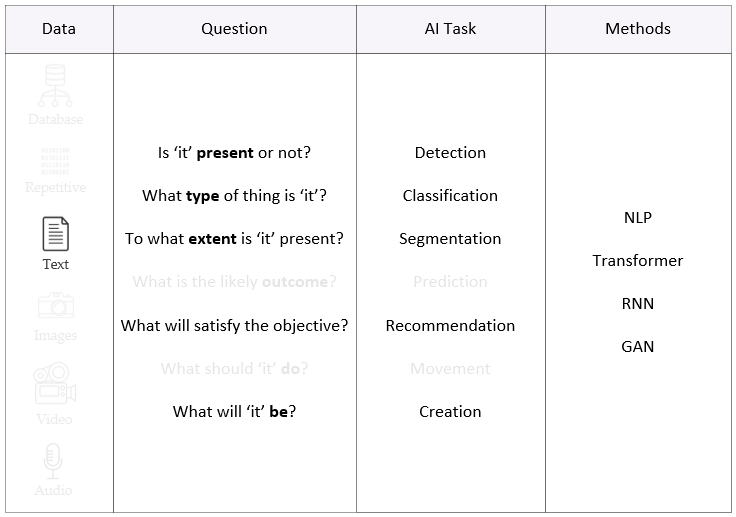 Data Question AI Task Methods
Database
Is ‘it’ present or not? Detection
Repetitive
What type of thing is ‘it’? Classification
NLP
To what extent is ‘it’ present? Segmentation
Text
Transformer
What is the likely outcome? Prediction
RNN
What will satisfy the objective? Recommendation
Images
GAN
What should ‘it’ do? Movement
What will ‘it’ be? Creation
Video
Audio